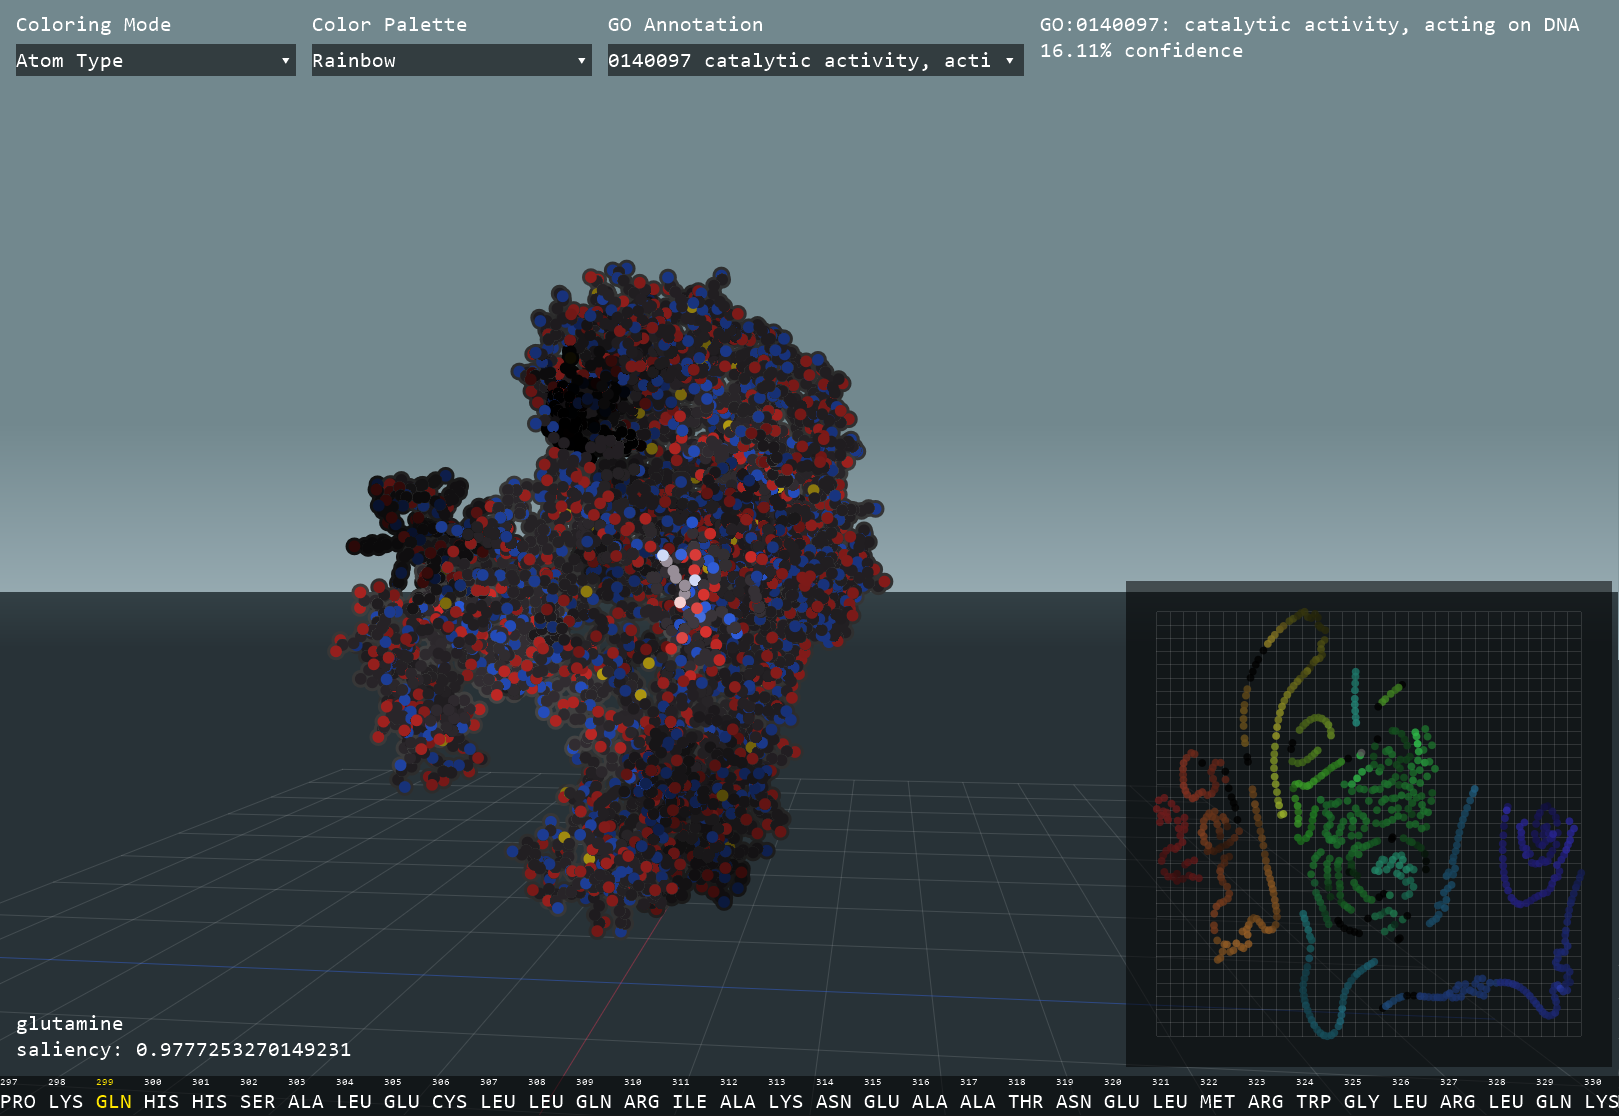 Coloring Mode
Atom Type
Color Palette
Rainbow
GO Annotation
0140097 catalytic activity, acti
GO:0140097: catalytic activity, acting on DNA
16.11% confidence
glutamine
saliency: 0.9777253270149231
297 298 299 300 301 302 303 304 305 306 307 308 309 310 311 312 313 314 315 316 317 318 319 320 321 322 323 324 325 326 327 328 329 330
PRO LYS GLN HIS HIS SER ALA LEU GLU CYS LEU LEU GLN ARG ILE ALA LYS ASN GLU ALA ALA THR ASN GLU LEU MET ARG TRP GLY LEU ARG LEU GLN LYS